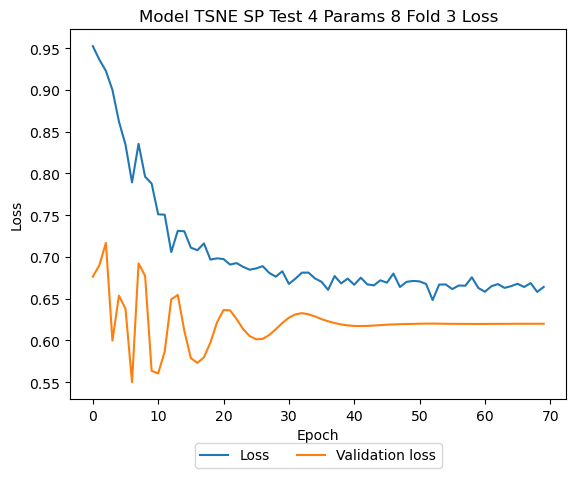 Model TSNE SP Test 4 Params 8 Fold 3 Loss
Loss
0.95
0.90
0.85
0.80
0.75
0.70
0.65
0.60
0.55
0 10 20 30 40 50 60 70
Epoch
Loss Validation loss